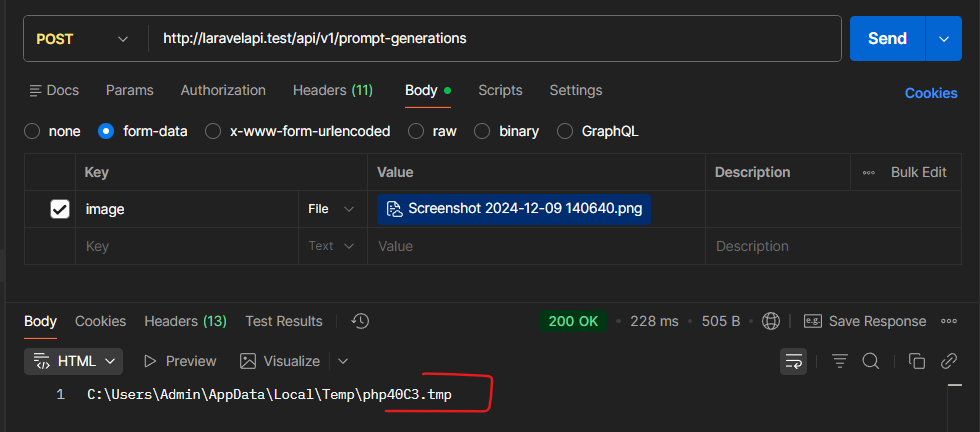 POST http://laravelapi.test/api/v1/prompt-generations Send
Docs Params Authorization Headers (11) Body Scripts Settings Cookies
none form-data x-www-form-urlencoded raw binary GraphQL
Key Value Description Bulk Edit
image File Screenshot 2024-12-09 140640.png
Key Text Value Description
Body Cookies Headers (13) Test Results 200 OK • 228 ms • 505 B e.g. Save Response
HTML Preview Visualize
1 C:\Users\Admin\AppData\Local\Temp\php40C3.tmp